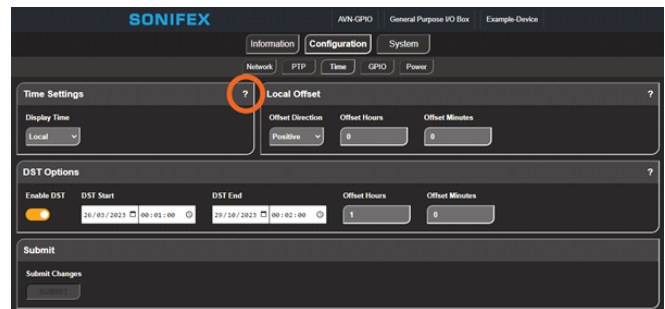 SONIFEX AVN-GPIO General Purpose I/O Box Example-Device
Information Configuration System
Network PTP Time GPIO Power
Time Settings ? Local Offset ?
Display Time Offset Direction Offset Hours Offset Minutes
Local Positive 0 0
DST Options ?
Enable DST DST Start DST End Offset Hours Offset Minutes
26/03/2023 00:01:00 29/10/2023 00:02:00 1 0
Submit
Submit Changes
SUBMIT